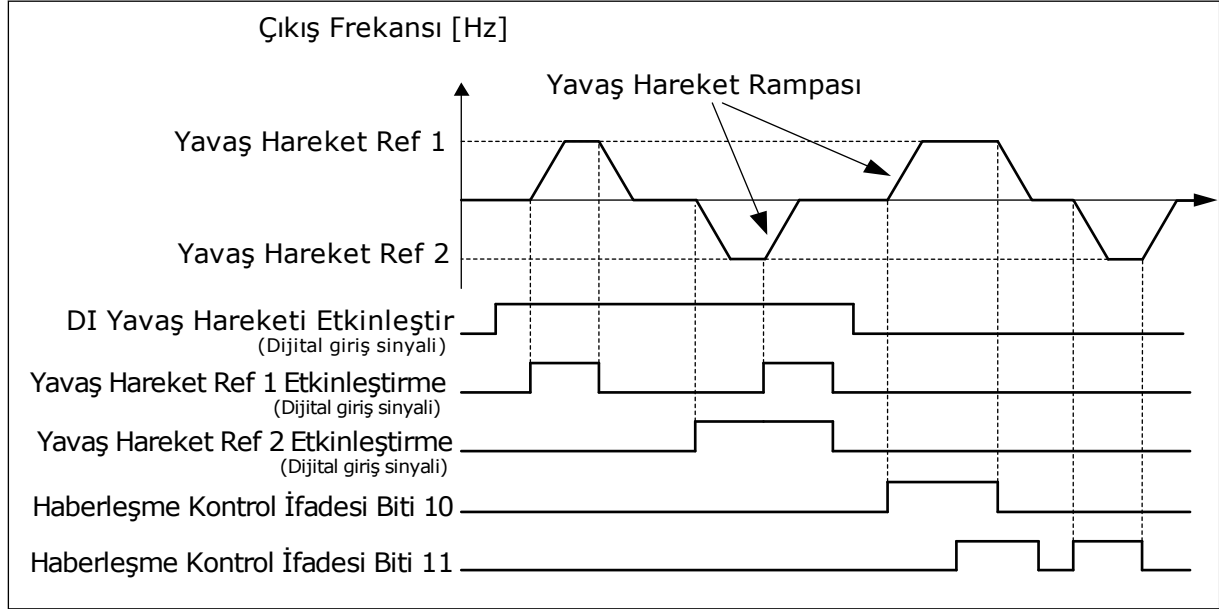 Çıkış Frekansı [Hz]
Yavaş Hareket Rampası
Yavaş Hareket Ref 1
Yavaş Hareket Ref 2
DI Yavaş Hareketi Etkinleştir
(Dijital giriş sinyali)
Yavaş Hareket Ref 1 Etkinleştirme
(Dijital giriş sinyali)
Yavaş Hareket Ref 2 Etkinleştirme
(Dijital giriş sinyali)
Haberleşme Kontrol İfadesi Biti 10
Haberleşme Kontrol İfadesi Biti 11